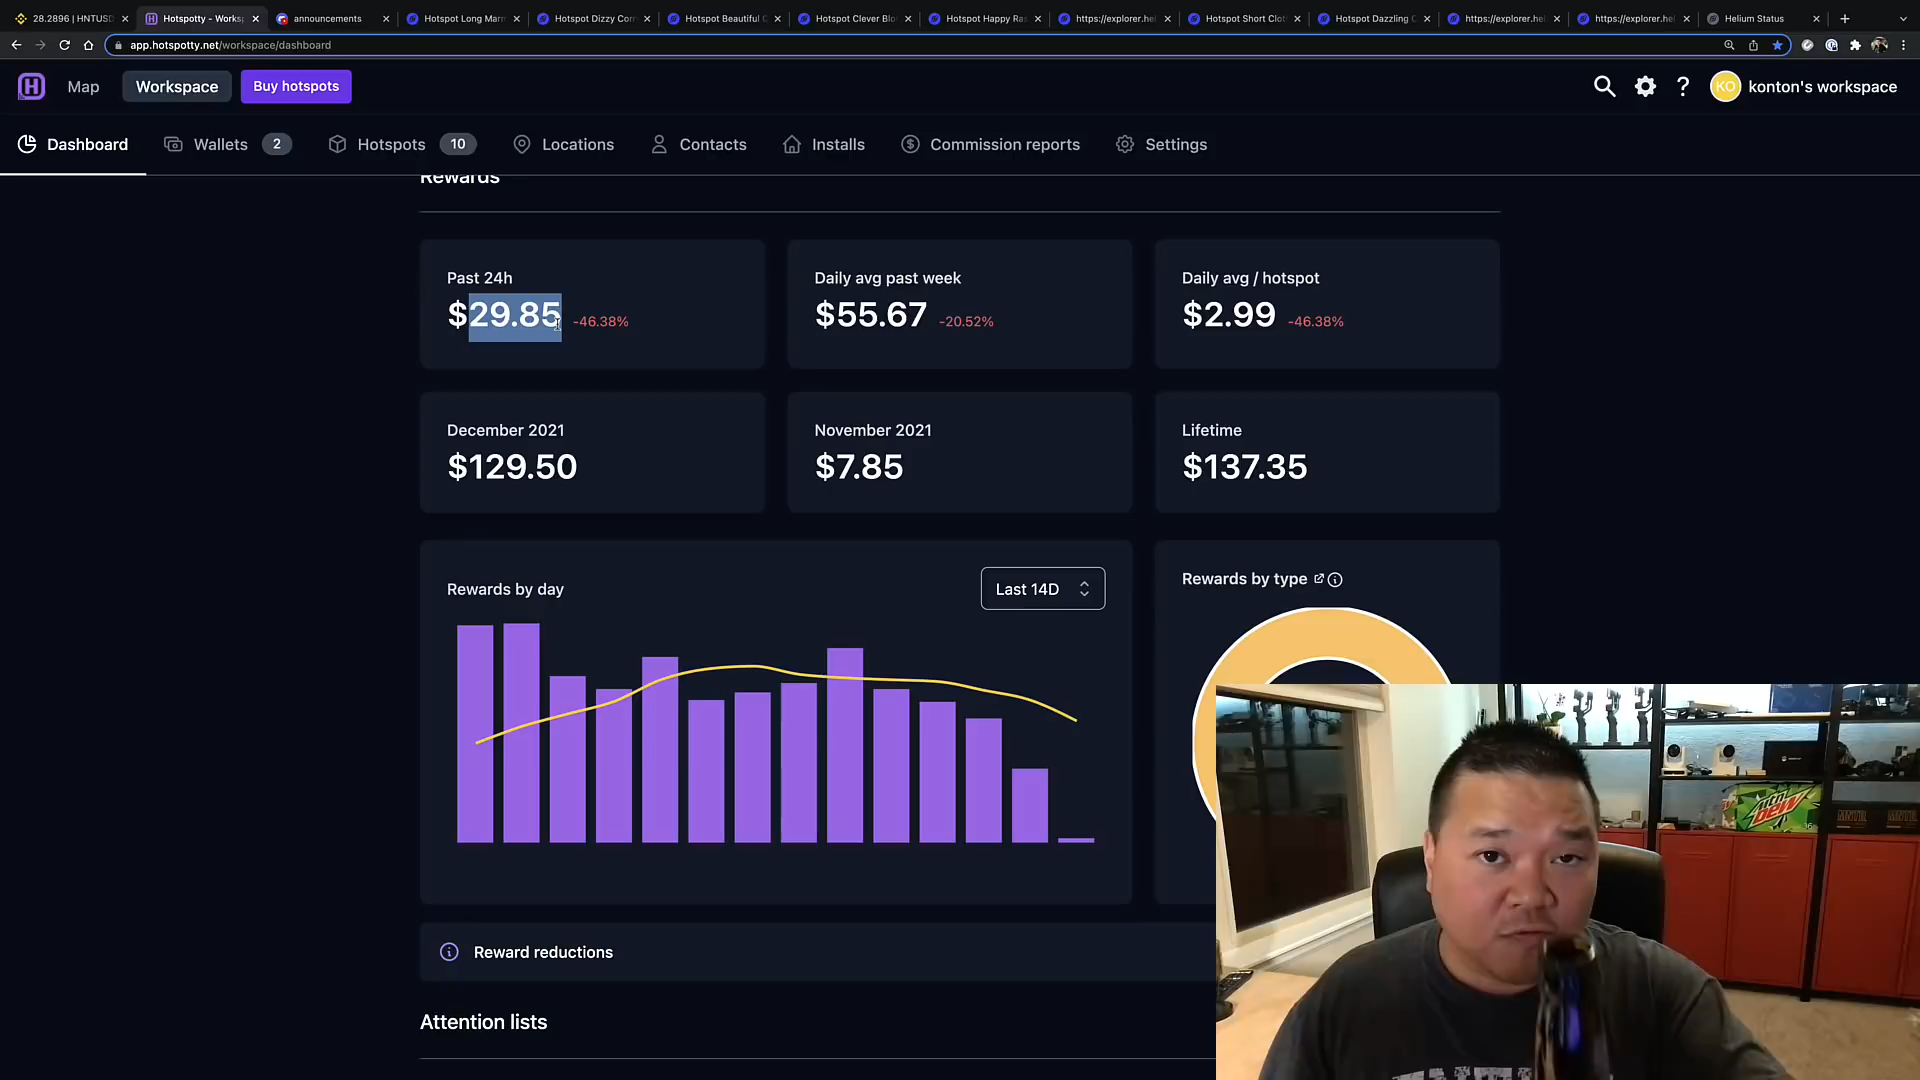 28.2896 | HNTUSD
Hotspotty - Works
announcements
Hotspot Long Mar
Hotspot Dizzy Cor
Hotspot Beautiful C
Hotspot Clever Blo
Hotspot Happy Ra
https://explorer.he
Hotspot Short Clot
Hotspot Dazzling C
https://explorer.he
https://explorer.he
Helium Status
app.hotspotty.net/workspace/dashboard
Map
Workspace
Buy hotspots
KO
konton's workspace
Dashboard
Wallets 2
Hotspots 10
Locations
Contacts
Installs
Commission reports
Settings
Rewards
Past 24h
$29.85 -46.38%
Daily avg past week
$55.67 -20.52%
Daily avg / hotspot
$2.99 -46.38%
December 2021
$129.50
November 2021
$7.85
Lifetime
$137.35
Rewards by day
Last 14D
Rewards by type
Reward reductions
Attention lists